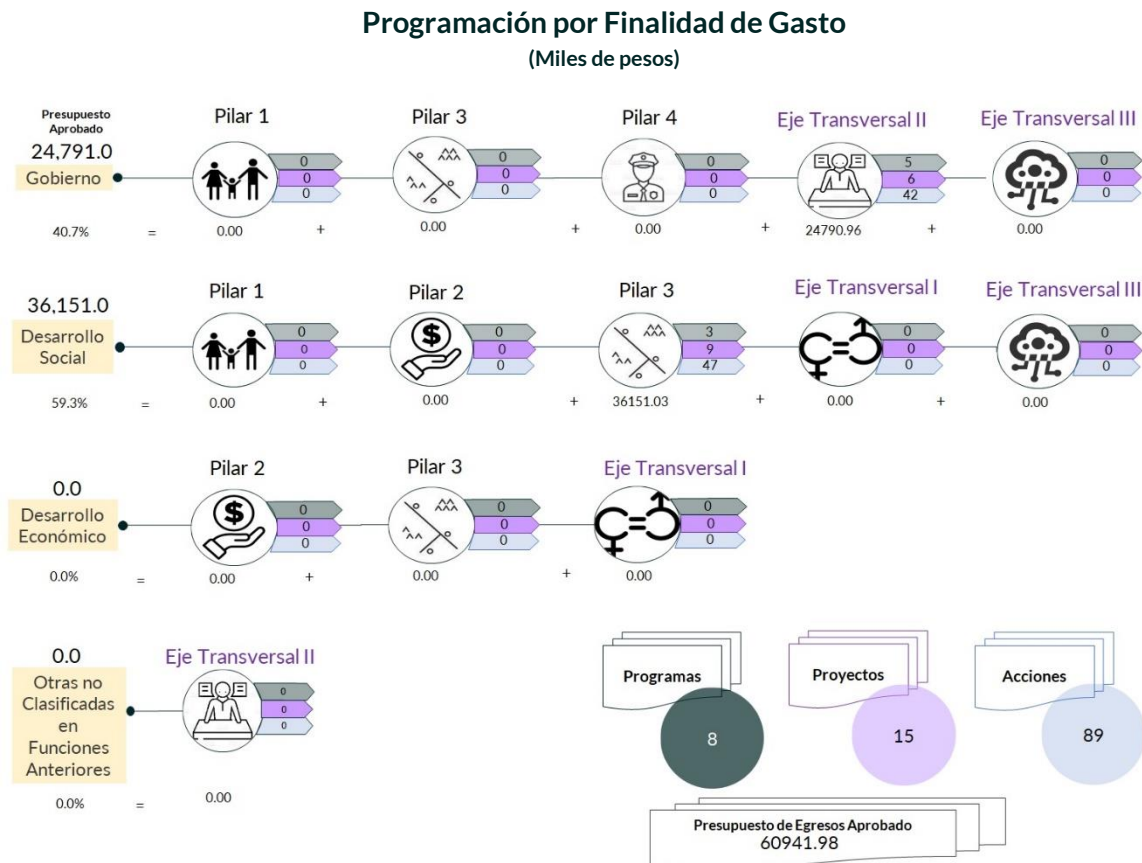 Programación por Finalidad de Gasto
(Miles de pesos)
Presupuesto
Aprobado
24,791.0
Gobierno
40.7%
=
Pilar 1
0
0
0
0.00
+
Pilar 3
0
0
0
0.00
+
Pilar 4
0
0
0
0.00
+
Eje Transversal II
5
6
42
24790.96
+
Eje Transversal III
0
0
0
0.00
36,151.0
Desarrollo
Social
59.3%
=
Pilar 1
0
0
0
0.00
+
Pilar 2
$
0
0
0
0.00
+
Pilar 3
3
9
47
36151.03
+
Eje Transversal I
0
0
0
0.00
+
Eje Transversal III
0
0
0
0.00
0.0
Desarrollo
Económico
0.0%
=
Pilar 2
$
0
0
0
0.00
+
Pilar 3
0
0
0
0.00
+
Eje Transversal I
0
0
0
0.00
0.0
Otras no
Clasificadas
en
Funciones
Anteriores
0.0%
=
Eje Transversal II
0
0
0
0.00
Programas
8
Proyectos
15
Acciones
89
Presupuesto de Egresos Aprobado
60941.98